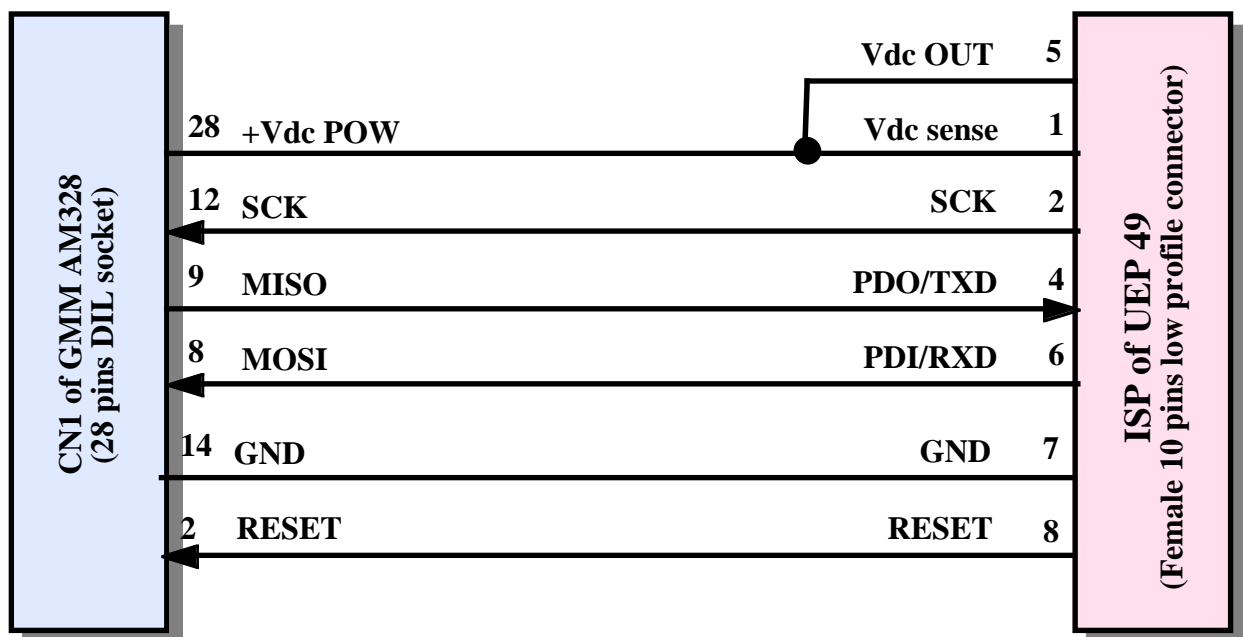 CN1 of GMM AM328
(28 pins DIL socket)
Vdc OUT 5
28 +Vdc POW Vdc sense 1
12 SCK SCK 2
9 MISO PDO/TXD 4
8 MOSI PDI/RXD 6
14 GND GND 7
2 RESET RESET 8
ISP of UEP 49
(Female 10 pins low profile connector)